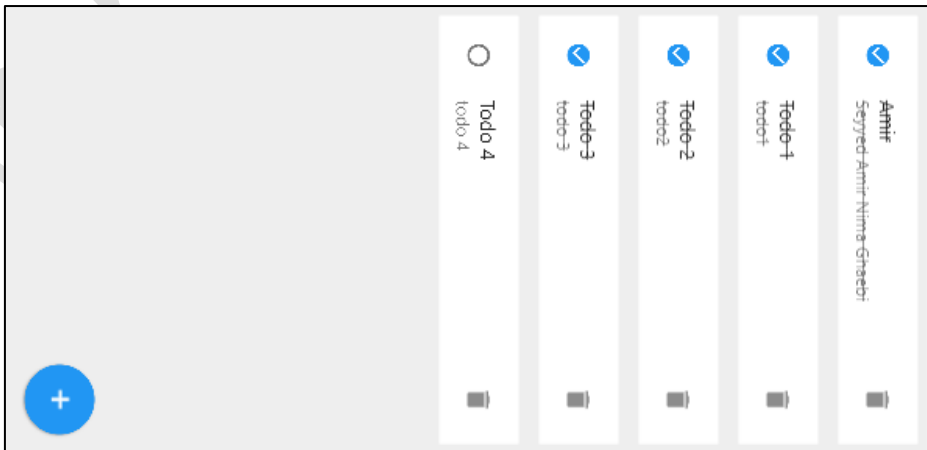 Amir
Seyyed Amir Nima Ghaebi
Todo 1
todo1
Todo 2
todo2
Todo 3
todo 3
Todo 4
todo 4